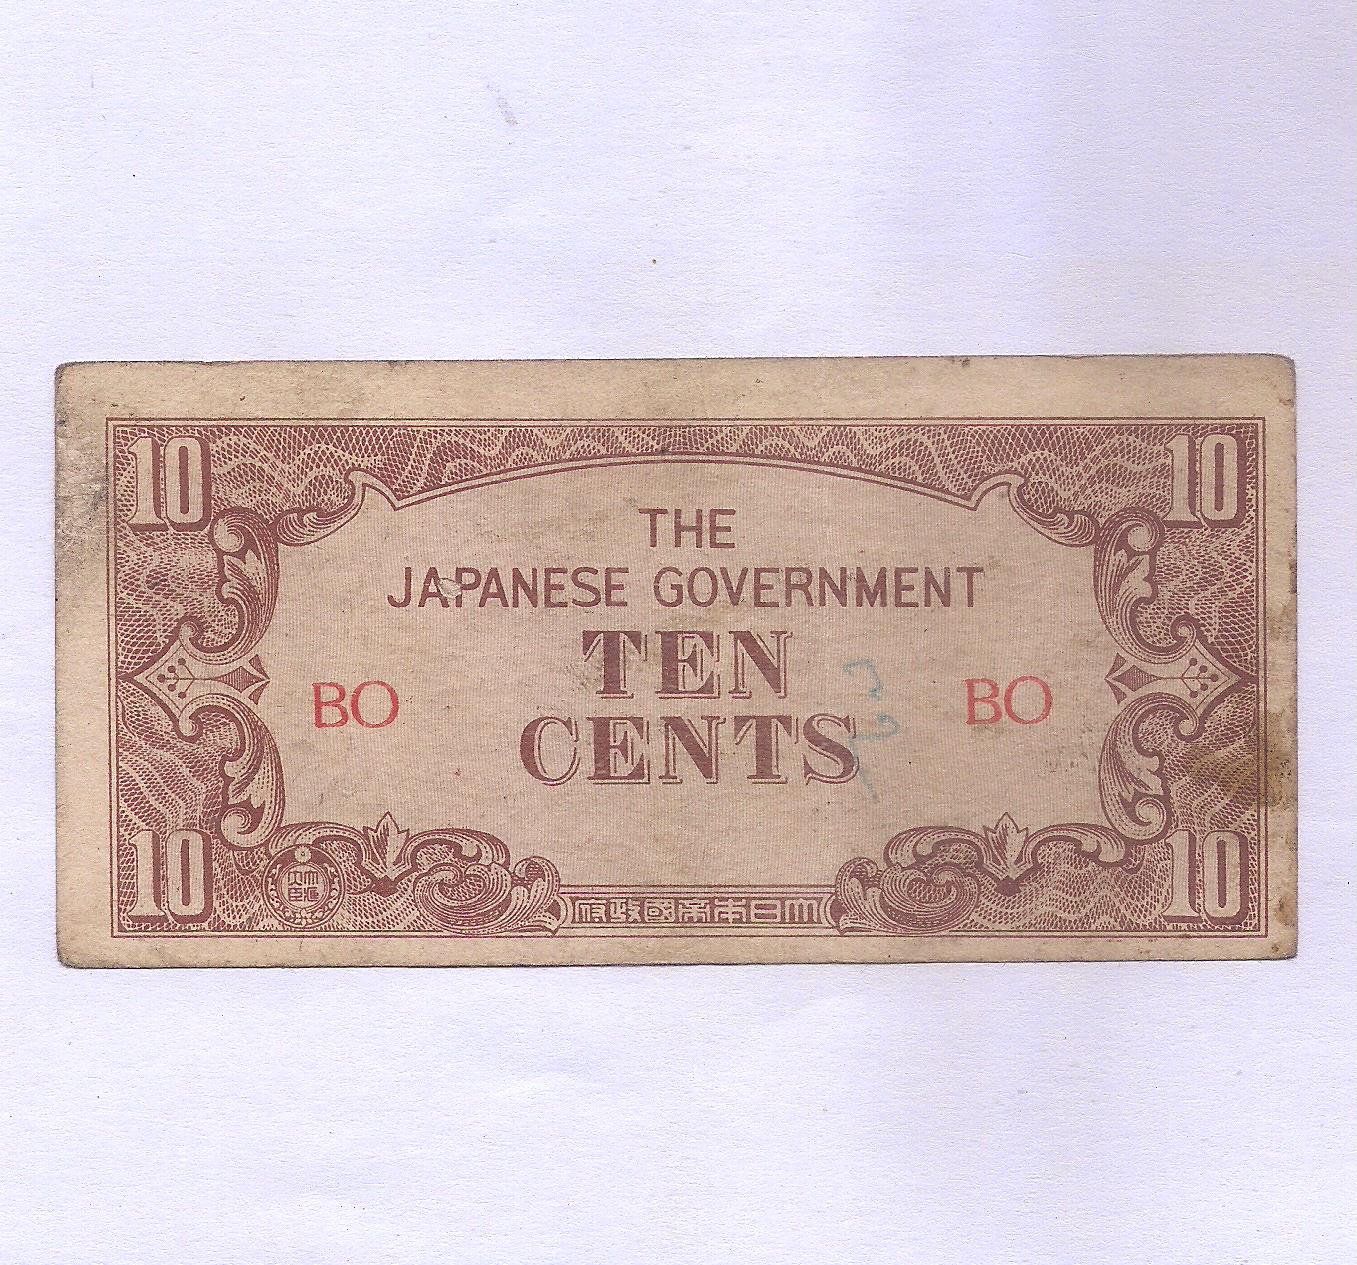 10 10
THE
JAPANESE GOVERNMENT
TEN
BO BO
CENTS
10 10
府政國帝本日大